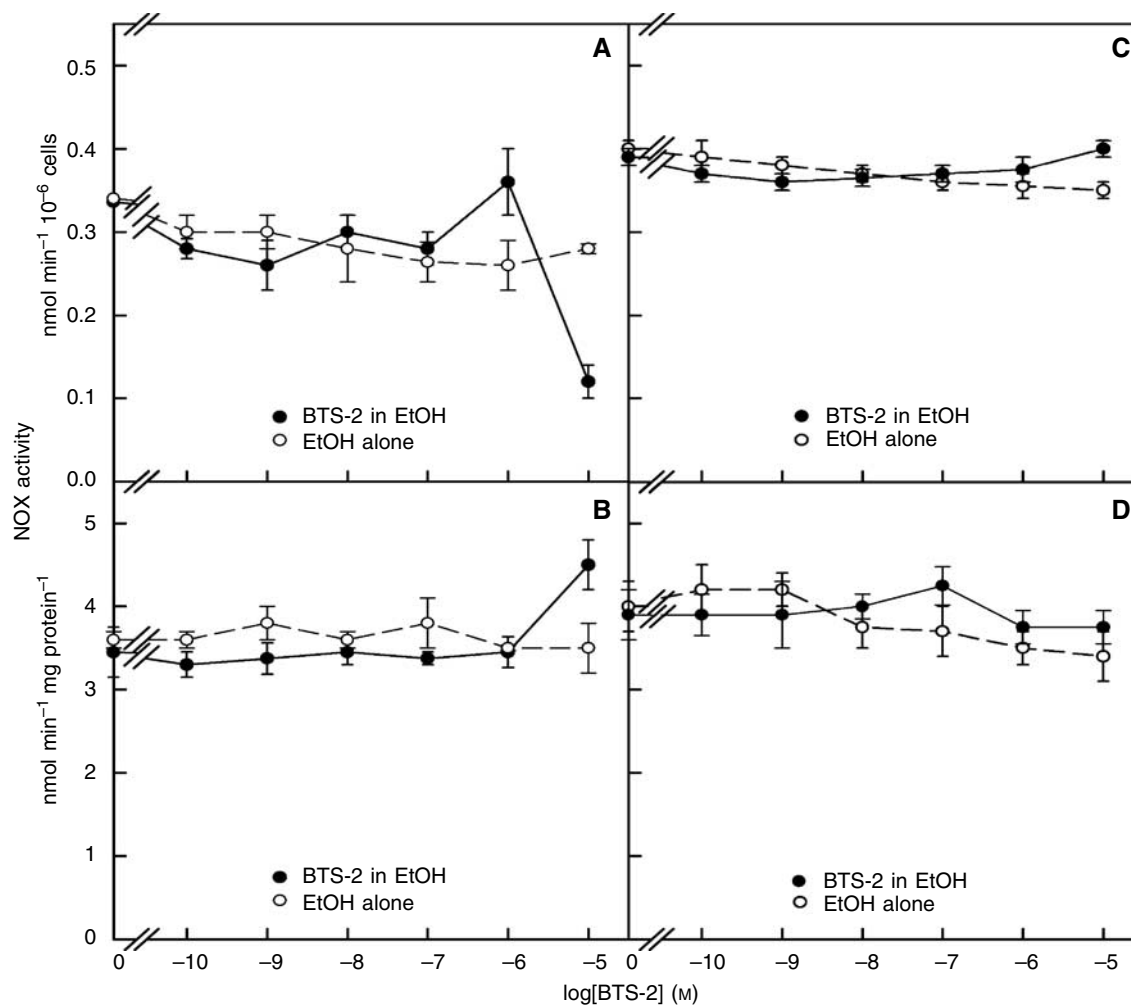 A
C
0.5
0.4
0.3
0.2
0.1
0.0
nmol min⁻¹ 10⁻⁶ cells
BTS-2 in EtOH
EtOH alone
BTS-2 in EtOH
EtOH alone
NOX activity
B
D
5
4
3
2
1
0
nmol min⁻¹ mg protein⁻¹
BTS-2 in EtOH
EtOH alone
BTS-2 in EtOH
EtOH alone
0 –10 –9 –8 –7 –6 –5 0 –10 –9 –8 –7 –6 –5
log[BTS-2] (M)